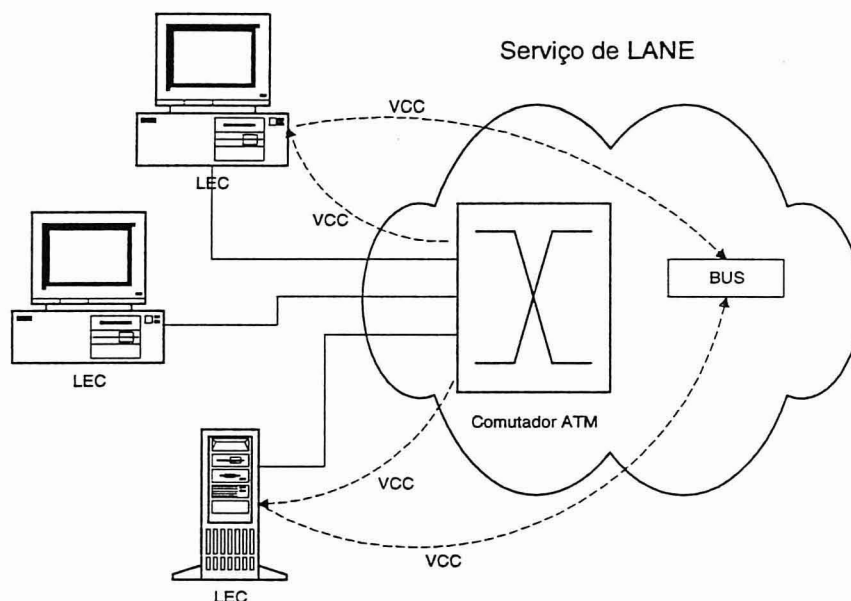 Serviço de LANE
VCC
LEC
VCC
BUS
LEC
Comutador ATM
VCC
VCC
LEC